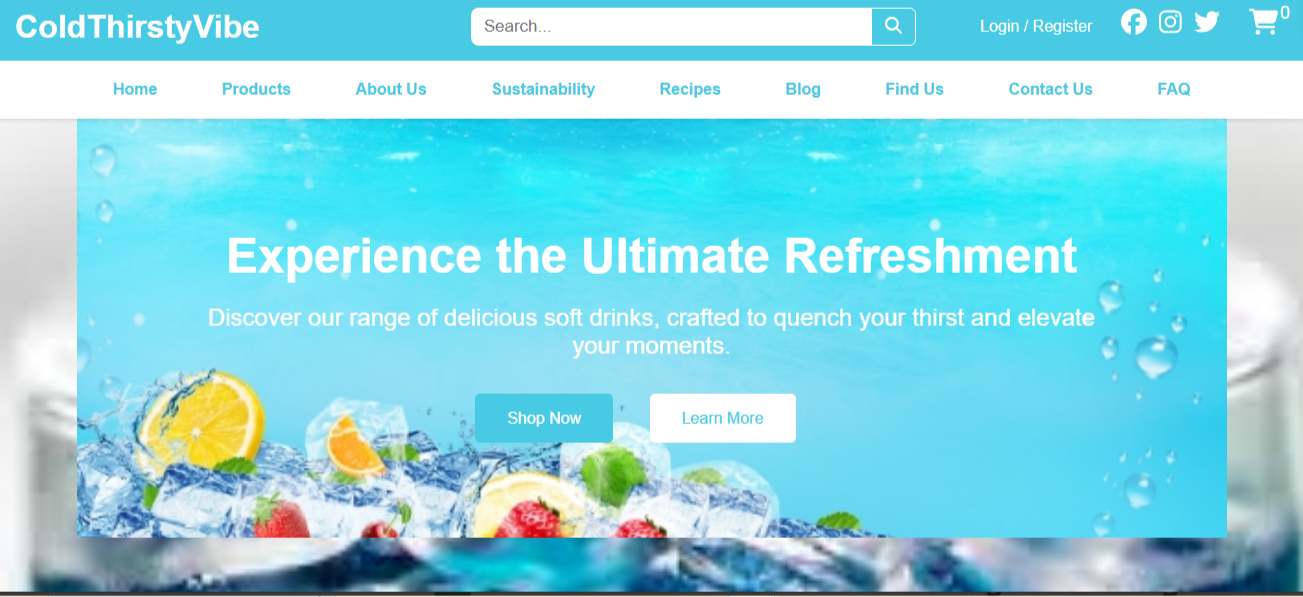 ColdThirstyVibe
Search...
Login / Register
0
Home
Products
About Us
Sustainability
Recipes
Blog
Find Us
Contact Us
FAQ
Experience the Ultimate Refreshment
Discover our range of delicious soft drinks, crafted to quench your thirst and elevate
your moments.
Shop Now
Learn More